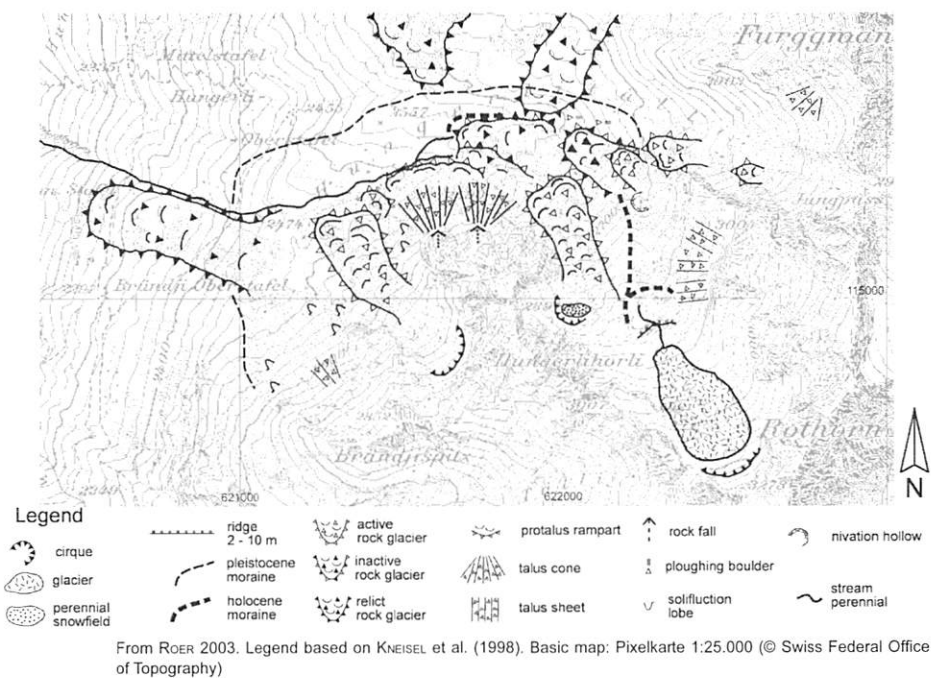 Furggman
Mittelstafel
Hungerli-
Oberstafel
Jungpass
2474
3000
Bründji Oberstafel
115000
Hungerlihorli
Rothorn
Brändjispitz
621000
622000
N
Legend
cirque
glacier
perennial
snowfield
ridge
2 - 10 m
pleistocene
moraine
holocene
moraine
active
rock glacier
inactive
rock glacier
relict
rock glacier
protalus rampart
talus cone
talus sheet
rock fall
ploughing boulder
solifluction
lobe
nivation hollow
stream
perennial
From ROER 2003. Legend based on KNEISEL et al. (1998). Basic map: Pixelkarte 1:25.000 (© Swiss Federal Office
of Topography)